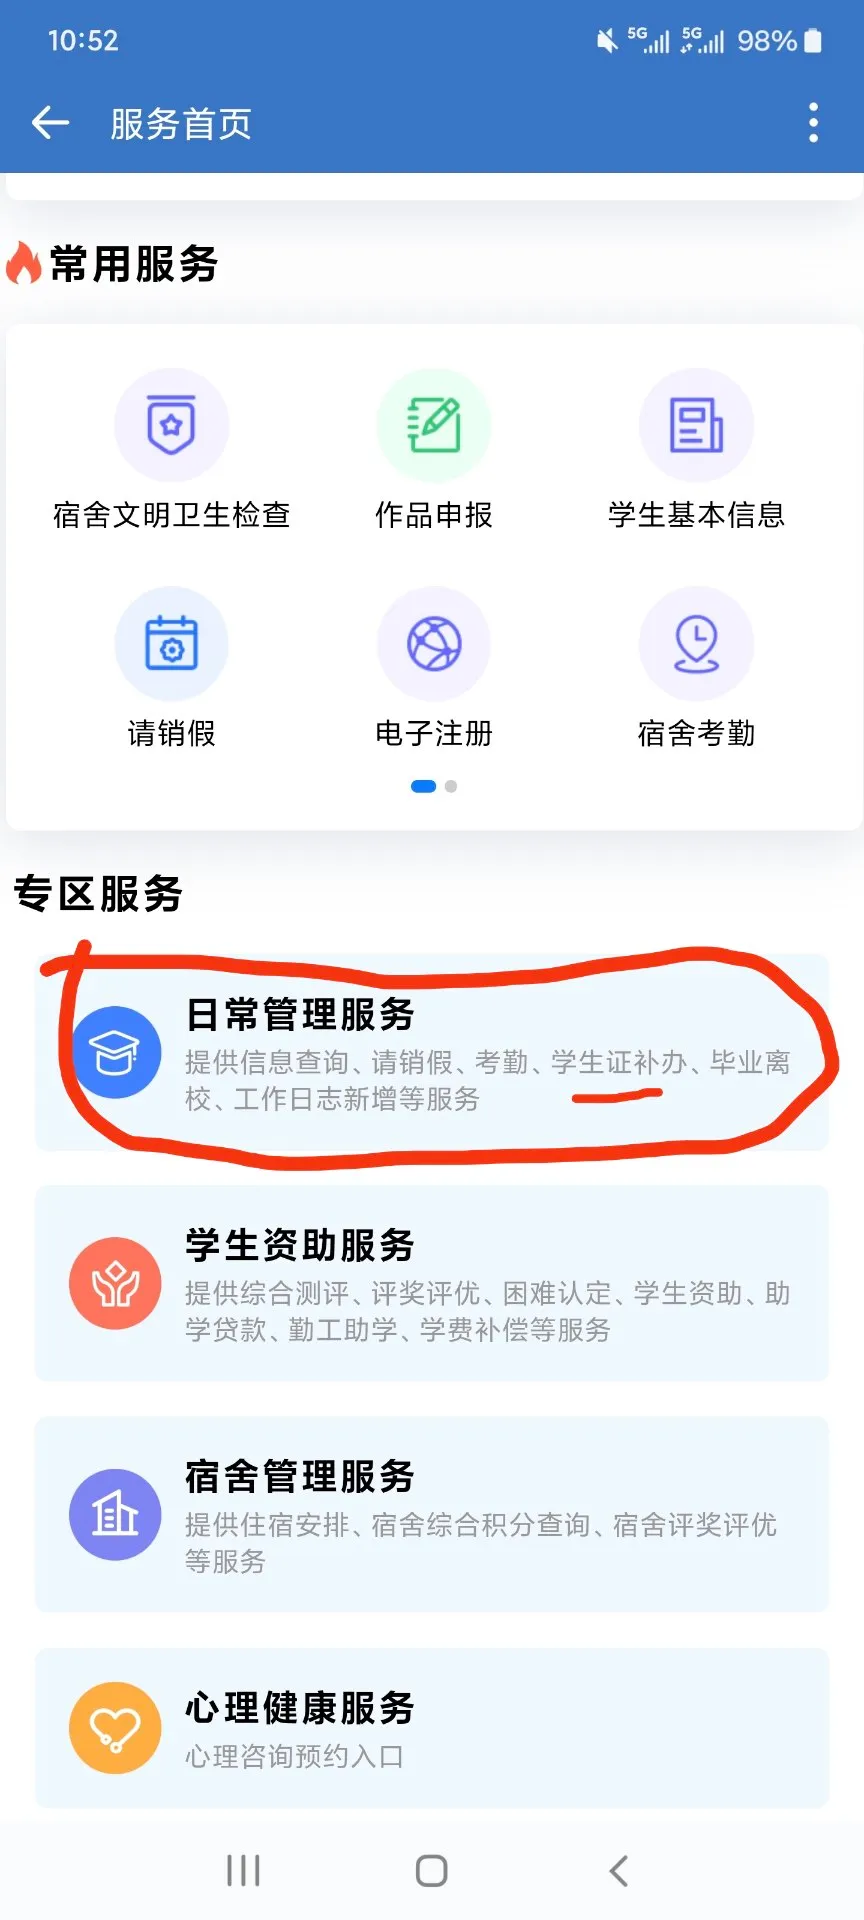 10:52
5G 5G 98%
服务首页
常用服务
宿舍文明卫生检查 作品申报 学生基本信息
请销假 电子注册 宿舍考勤
专区服务
日常管理服务
提供信息查询、请销假、考勤、学生证补办、毕业离
校、工作日志新增等服务
学生资助服务
提供综合测评、评奖评优、困难认定、学生资助、助
学贷款、勤工助学、学费补偿等服务
宿舍管理服务
提供住宿安排、宿舍综合积分查询、宿舍评奖评优
等服务
心理健康服务
心理咨询预约入口